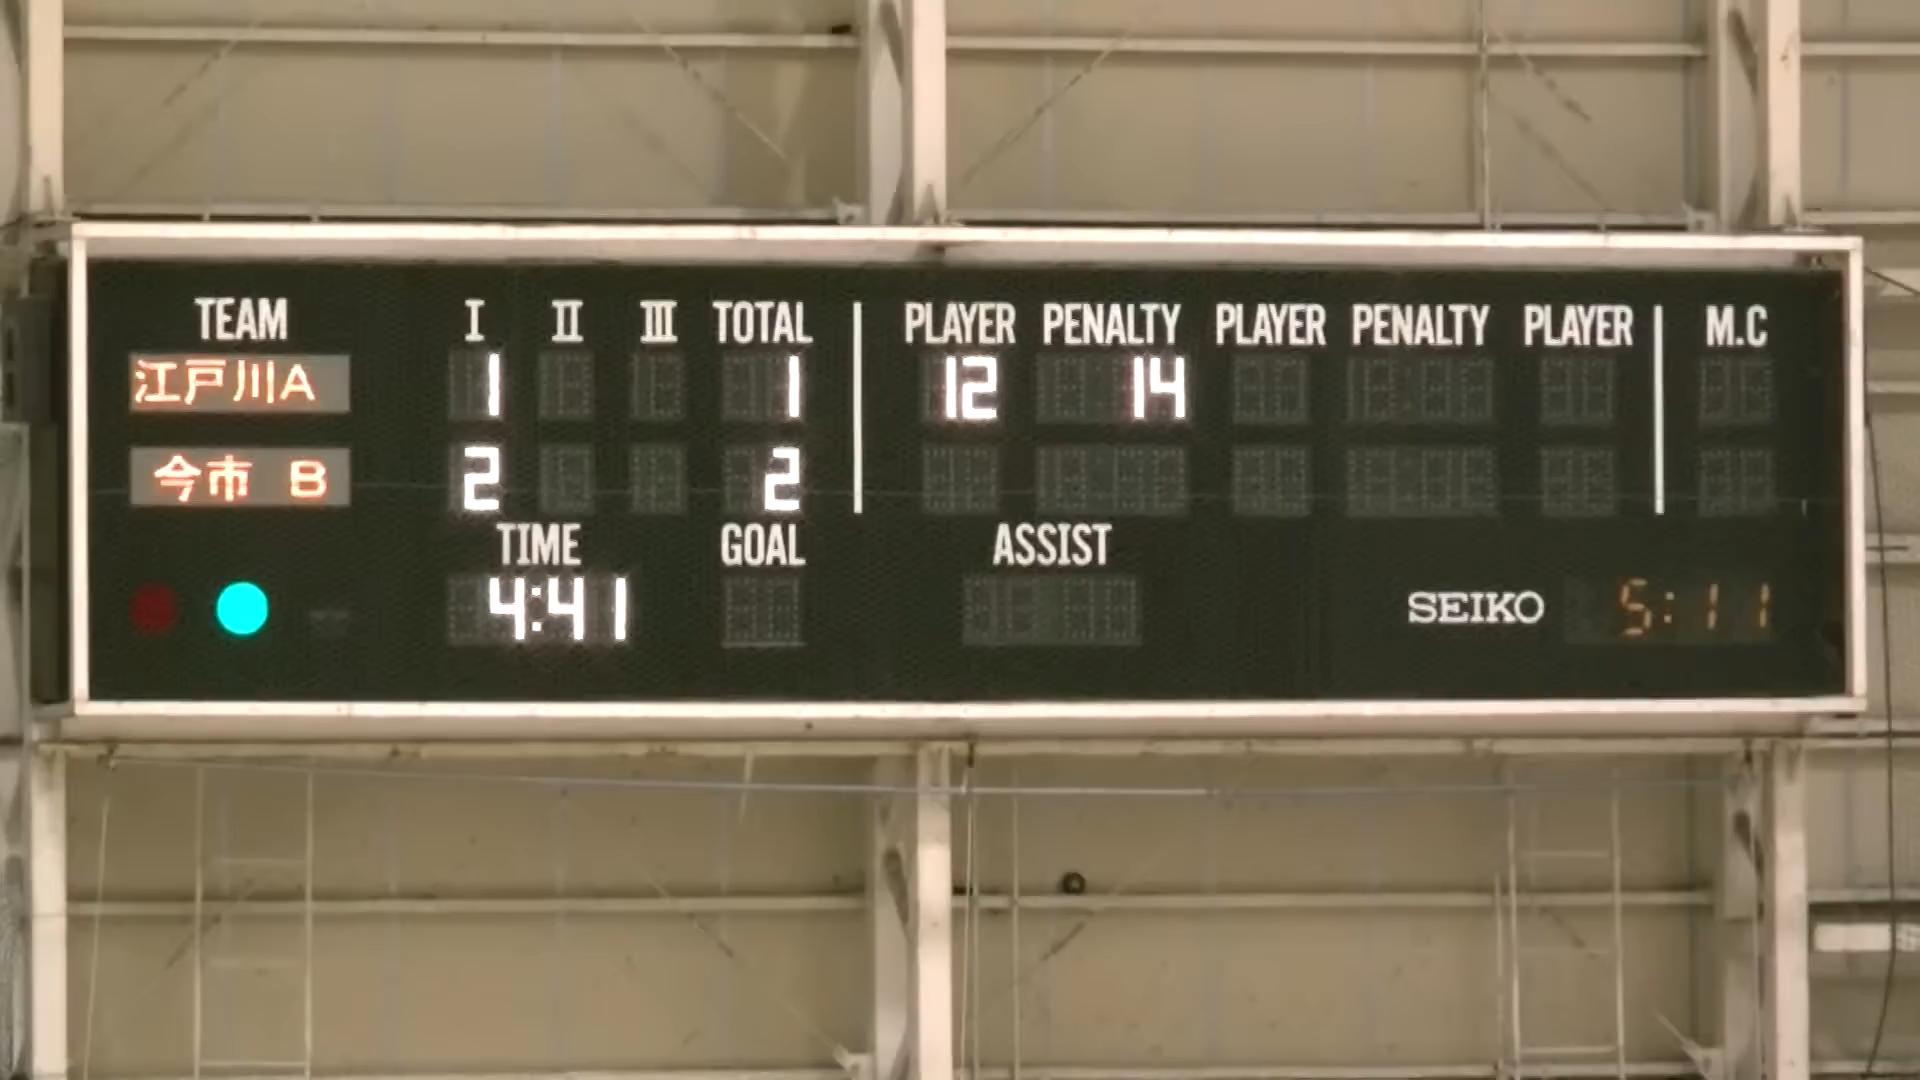 TEAM I II III TOTAL PLAYER PENALTY PLAYER PENALTY PLAYER M.C
江戸川A 1 1 12 14
今市 B 2 2
TIME GOAL ASSIST
4:41 SEIKO 5:11